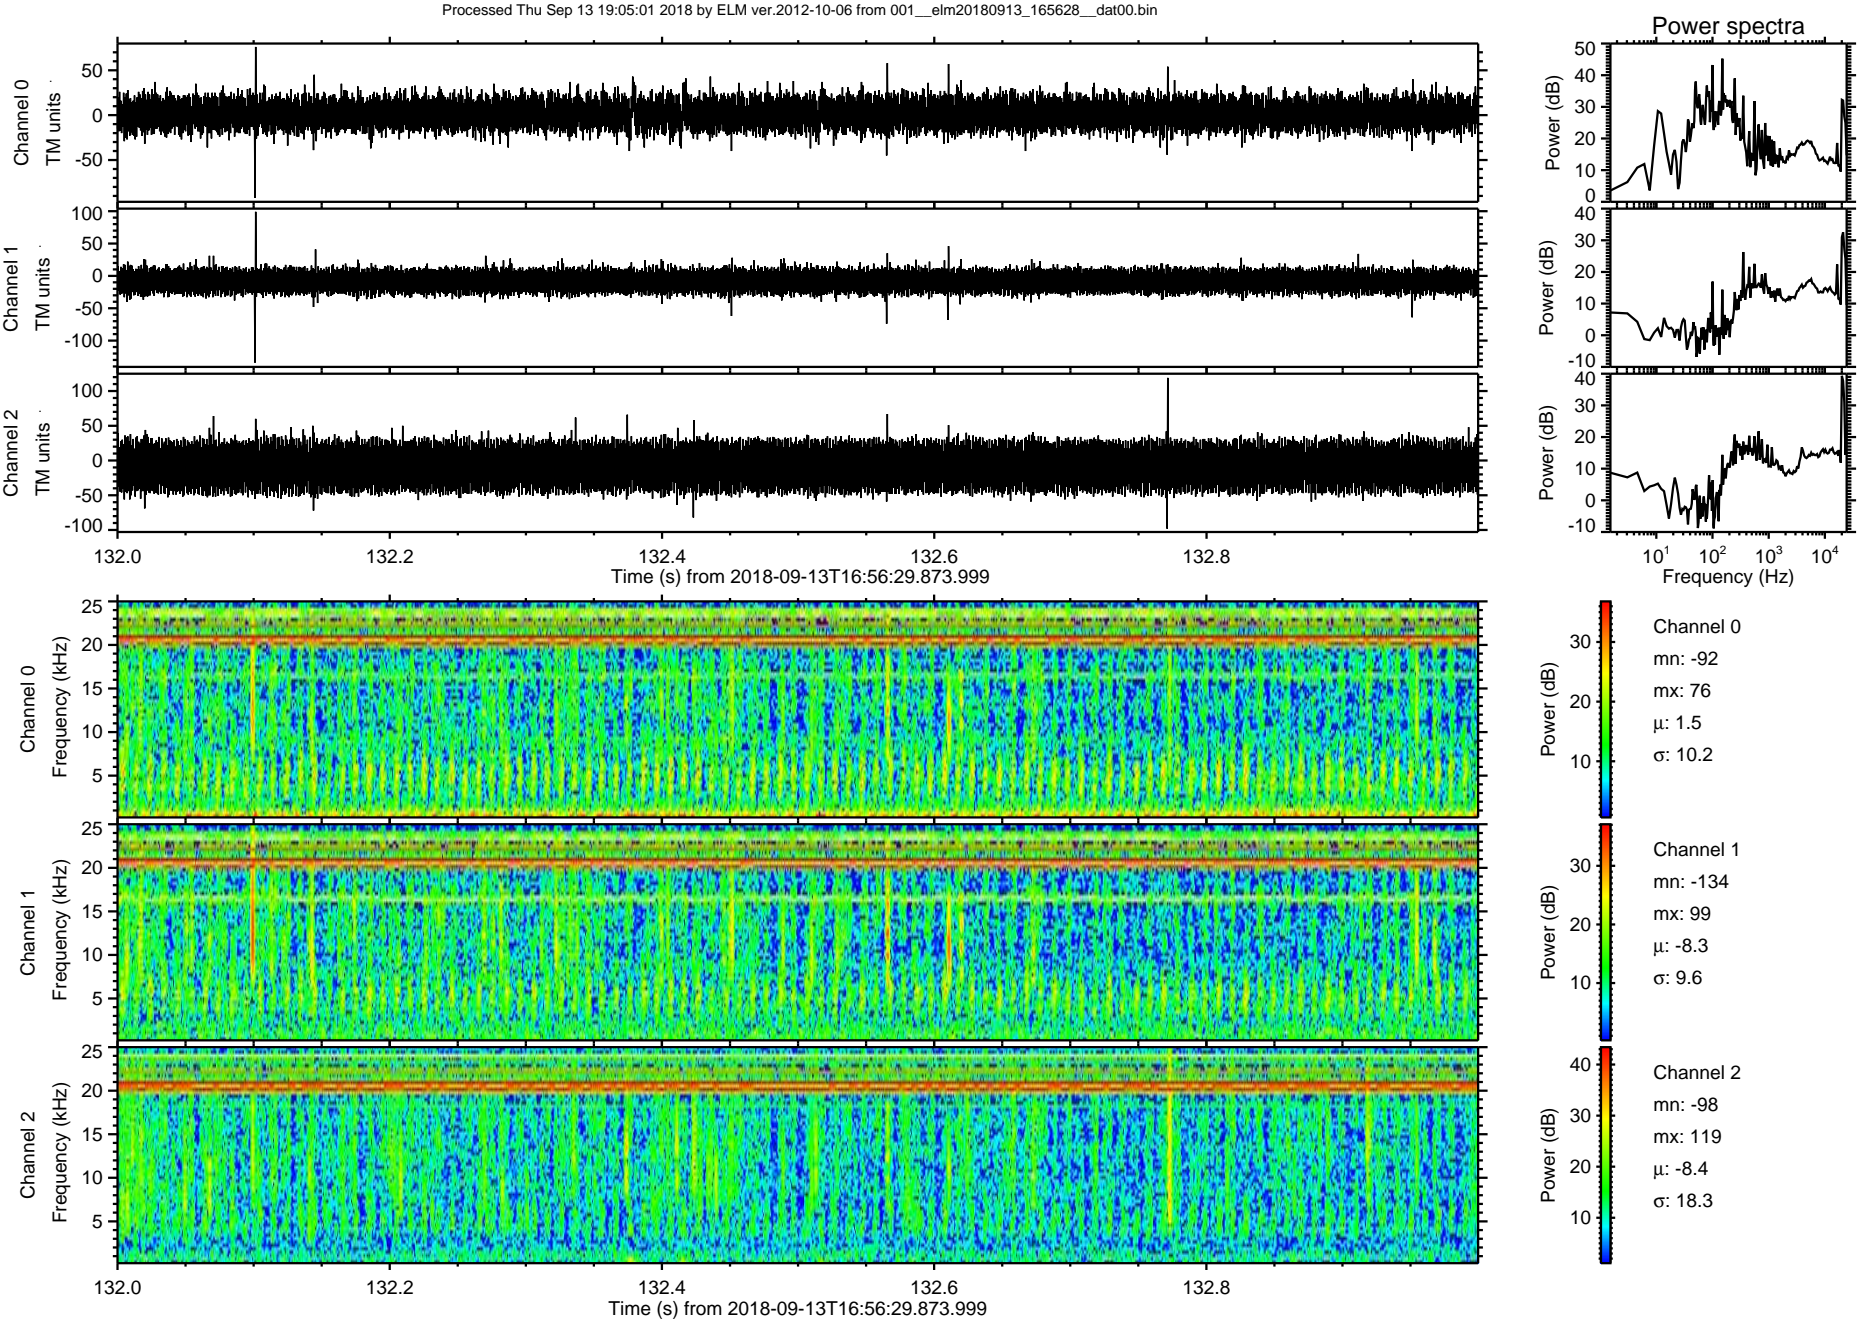 Processed Thu Sep 13 19:05:01 2018 by ELM ver.2012-10-06 from 001__elm20180913_165628__dat00.bin
Power spectra
Channel 0
TM units
50
0
-50
Power (dB)
50
40
30
20
10
0
Channel 1
TM units
100
50
0
-50
-100
Power (dB)
40
30
20
10
0
-10
Channel 2
TM units
100
50
0
-50
-100
Power (dB)
40
30
20
10
0
-10
132.0 132.2 132.4 132.6 132.8
Time (s) from 2018-09-13T16:56:29.873.999
10^1 10^2 10^3 10^4
Frequency (Hz)
Channel 0
Frequency (kHz)
25
20
15
10
5
Power (dB)
30
20
10
Channel 0
mn: -92
mx: 76
μ: 1.5
σ: 10.2
Channel 1
Frequency (kHz)
25
20
15
10
5
Power (dB)
30
20
10
Channel 1
mn: -134
mx: 99
μ: -8.3
σ: 9.6
Channel 2
Frequency (kHz)
25
20
15
10
5
Power (dB)
40
30
20
10
Channel 2
mn: -98
mx: 119
μ: -8.4
σ: 18.3
132.0 132.2 132.4 132.6 132.8
Time (s) from 2018-09-13T16:56:29.873.999